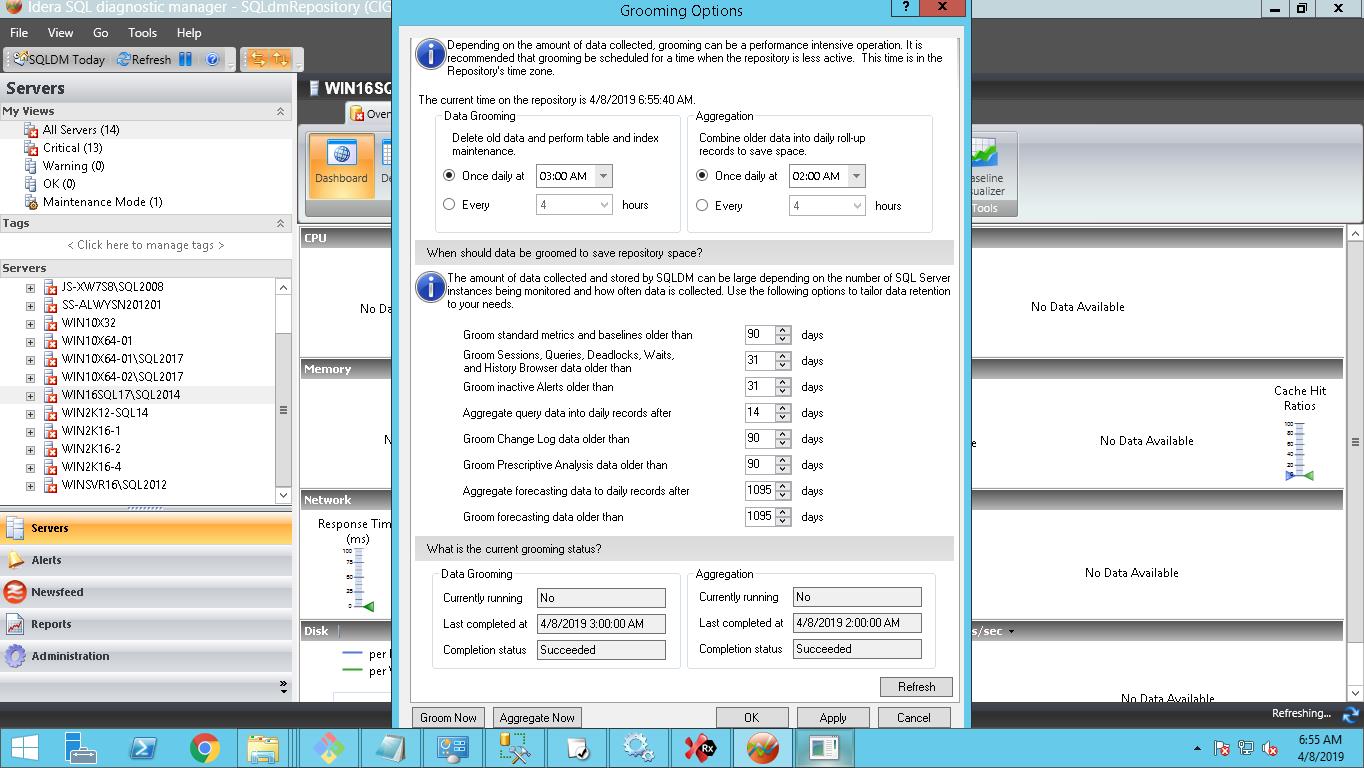 Idera SQL diagnostic manager - SQLdmRepository (CIG
Grooming Options
?
File View Go Tools Help
SQLDM Today Refresh
Servers
My Views
All Servers (14)
Critical (13)
Warning (0)
OK (0)
Maintenance Mode (1)
Tags
< Click here to manage tags >
Servers
JS-XW7S8\SQL2008
SS-ALWYSN201201
WIN10X32
WIN10X64-01
WIN10X64-01\SQL2017
WIN10X64-02\SQL2017
WIN16SQL17\SQL2014
WIN2K12-SQL14
WIN2K16-1
WIN2K16-2
WIN2K16-4
WINSVR16\SQL2012
Servers
Alerts
Newsfeed
Reports
Administration
WIN16SQ
Over
Dashboard
De
CPU
No Da
Memory
N
Network
Response Tim
(ms)
100
75
50
25
0
Disk
per
per
Depending on the amount of data collected, grooming can be a performance intensive operation. It is
recommended that grooming be scheduled for a time when the repository is less active. This time is in the
Repository's time zone.
The current time on the repository is 4/8/2019 6:55:40 AM.
Data Grooming
Delete old data and perform table and index
maintenance.
Once daily at 03:00 AM
Every 4 hours
Aggregation
Combine older data into daily roll-up
records to save space.
Once daily at 02:00 AM
Every 4 hours
When should data be groomed to save repository space?
The amount of data collected and stored by SQLDM can be large depending on the number of SQL Server
instances being monitored and how often data is collected. Use the following options to tailor data retention
to your needs.
Groom standard metrics and baselines older than 90 days
Groom Sessions, Queries, Deadlocks, Waits,
and History Browser data older than 31 days
Groom inactive Alerts older than 31 days
Aggregate query data into daily records after 14 days
Groom Change Log data older than 90 days
Groom Prescriptive Analysis data older than 90 days
Aggregate forecasting data to daily records after 1095 days
Groom forecasting data older than 1095 days
What is the current grooming status?
Data Grooming
Currently running No
Last completed at 4/8/2019 3:00:00 AM
Completion status Succeeded
Aggregation
Currently running No
Last completed at 4/8/2019 2:00:00 AM
Completion status Succeeded
Refresh
Groom Now Aggregate Now OK Apply Cancel
aseline
sualizer
Tools
No Data Available
Cache Hit
Ratios
100
80
60
40
20
e
No Data Available
No Data Available
s/sec
No Data Available
Refreshing...
Rx
6:55 AM
4/8/2019